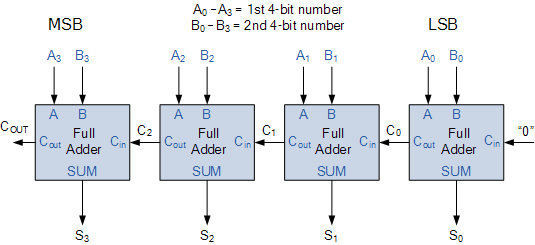 A₀ – A₃ = 1st 4-bit number
B₀ – B₃ = 2nd 4-bit number
MSB LSB
A₃ B₃ A₂ B₂ A₁ B₁ A₀ B₀
A B A B A B A B
COUT Full C₂ Full C₁ Full C₀ Full "0"
Cout Adder Cin Cout Adder Cin Cout Adder Cin Cout Adder Cin
SUM SUM SUM SUM
S₃ S₂ S₁ S₀